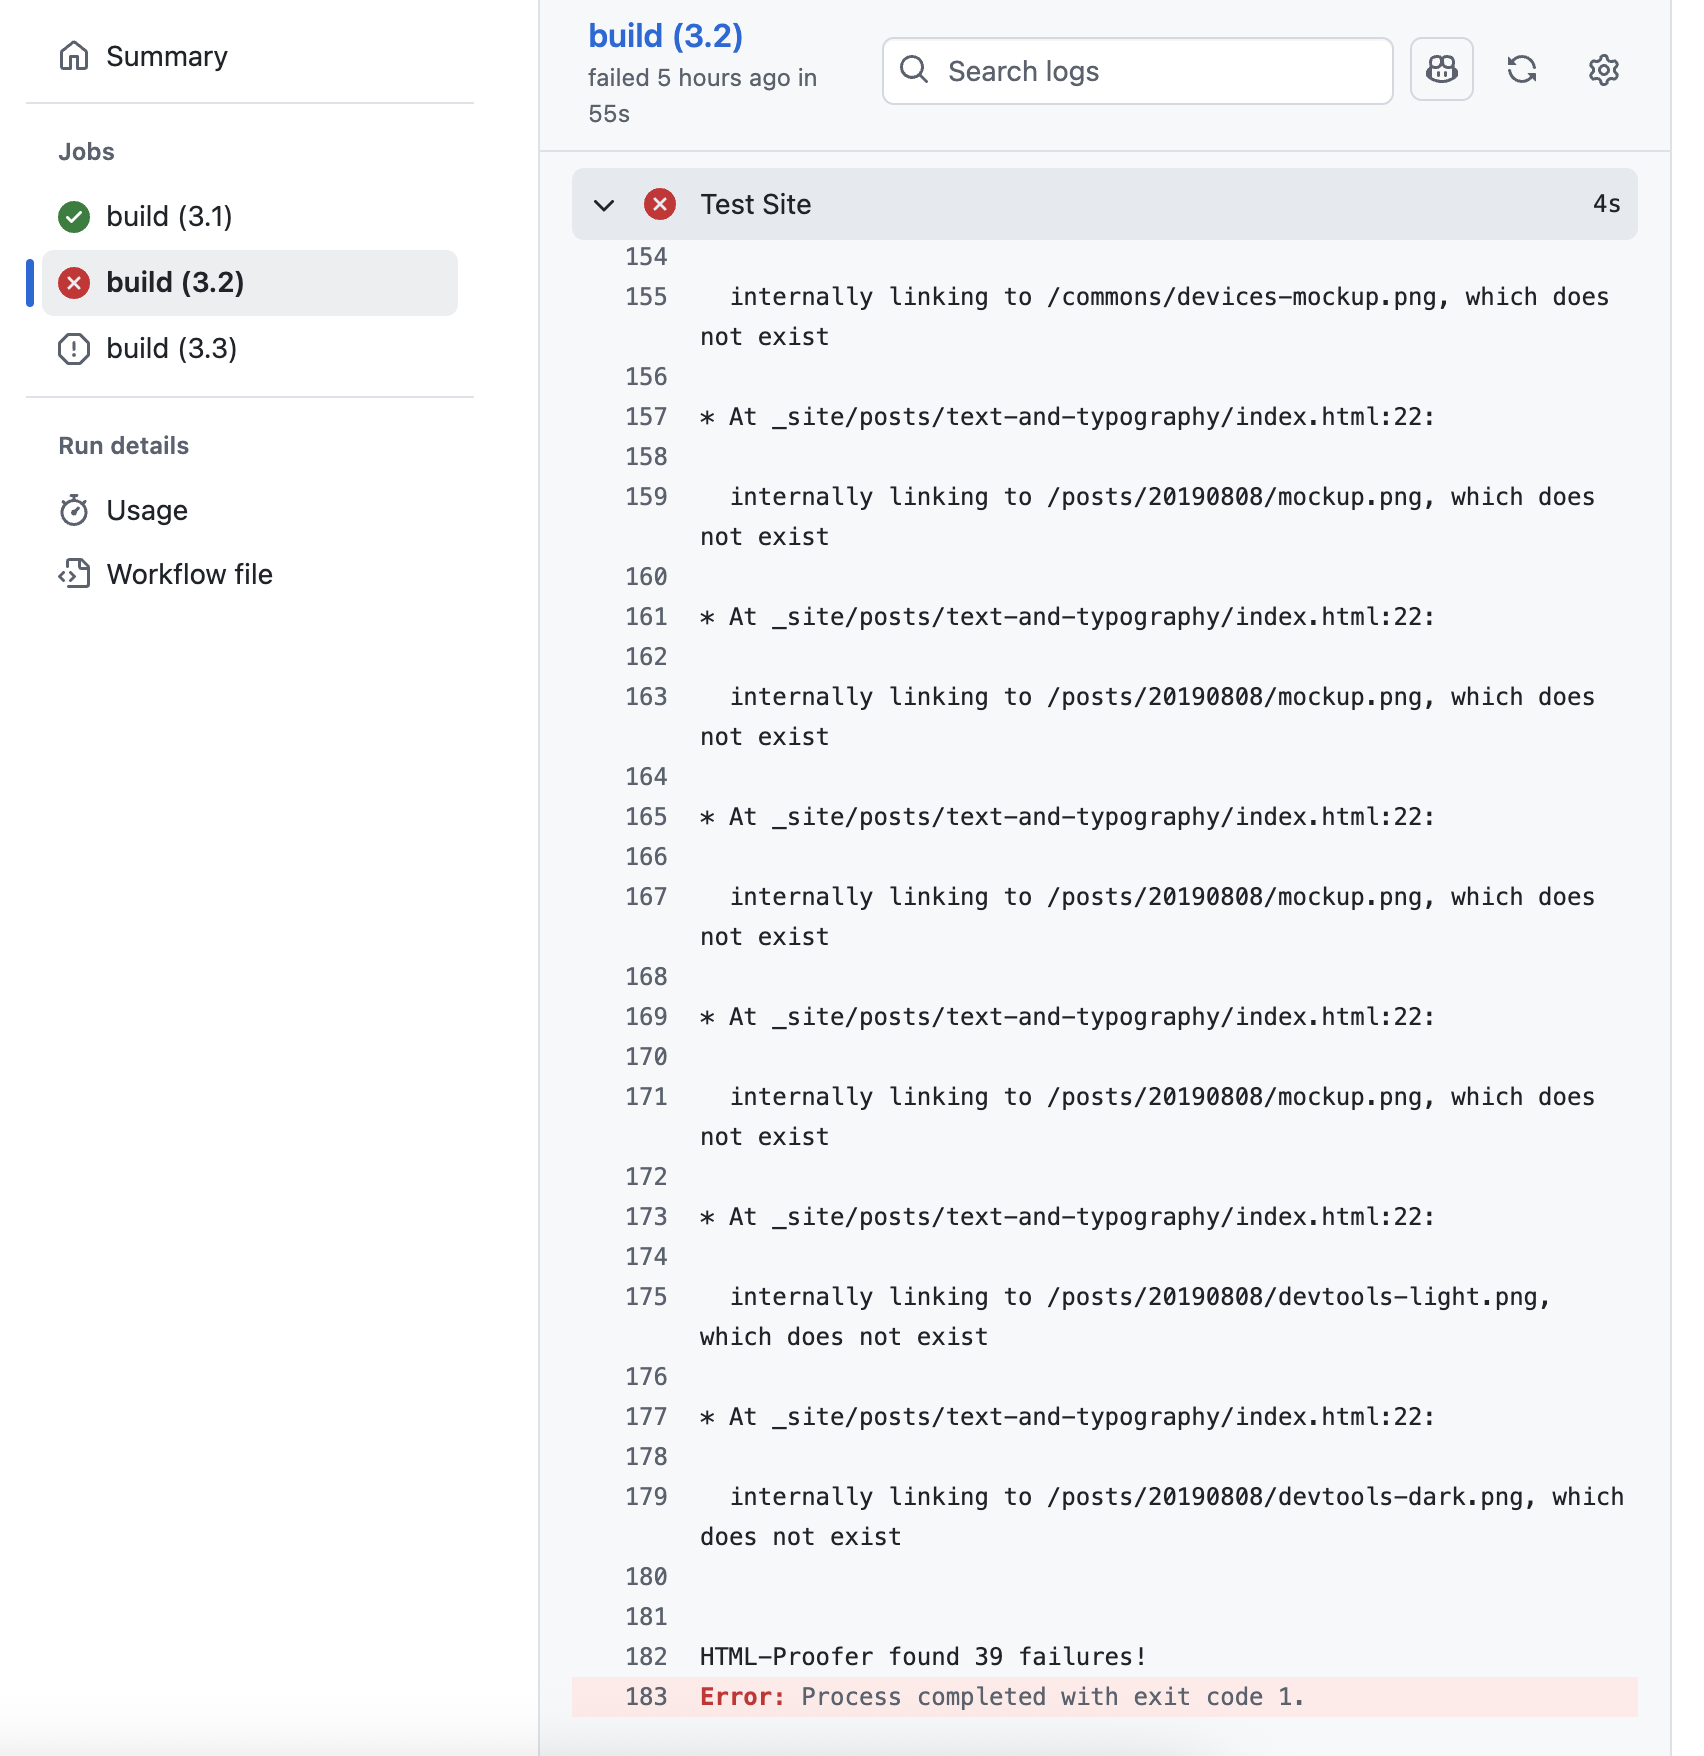 Summary
Jobs
build (3.1)
build (3.2)
build (3.3)
Run details
Usage
Workflow file
build (3.2)
failed 5 hours ago in
55s
Search logs
Test Site 4s
154
155 internally linking to /commons/devices-mockup.png, which does
not exist
156
157 * At _site/posts/text-and-typography/index.html:22:
158
159 internally linking to /posts/20190808/mockup.png, which does
not exist
160
161 * At _site/posts/text-and-typography/index.html:22:
162
163 internally linking to /posts/20190808/mockup.png, which does
not exist
164
165 * At _site/posts/text-and-typography/index.html:22:
166
167 internally linking to /posts/20190808/mockup.png, which does
not exist
168
169 * At _site/posts/text-and-typography/index.html:22:
170
171 internally linking to /posts/20190808/mockup.png, which does
not exist
172
173 * At _site/posts/text-and-typography/index.html:22:
174
175 internally linking to /posts/20190808/devtools-light.png,
which does not exist
176
177 * At _site/posts/text-and-typography/index.html:22:
178
179 internally linking to /posts/20190808/devtools-dark.png, which
does not exist
180
181
182 HTML-Proofer found 39 failures!
183 Error: Process completed with exit code 1.